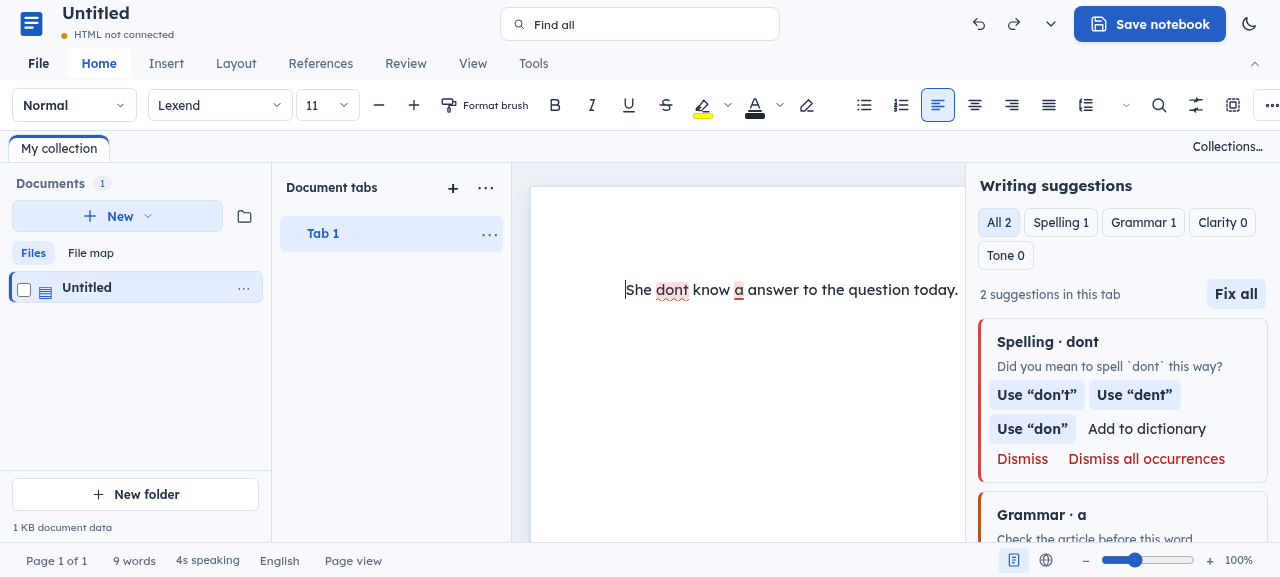 Untitled
HTML not connected
Find all
Save notebook
File
Home
Insert
Layout
References
Review
View
Tools
Normal
Lexend
11
Format brush
My collection
Collections...
Documents 1
New
Files
File map
Untitled
New folder
1 KB document data
Document tabs
Tab 1
She dont know a answer to the question today.
Writing suggestions
All 2
Spelling 1
Grammar 1
Clarity 0
Tone 0
2 suggestions in this tab
Fix all
Spelling · dont
Did you mean to spell `dont` this way?
Use “don't”
Use “dent”
Use “don”
Add to dictionary
Dismiss
Dismiss all occurrences
Grammar · a
Check the article before this word.
Page 1 of 1
9 words
4s speaking
English
Page view
100%